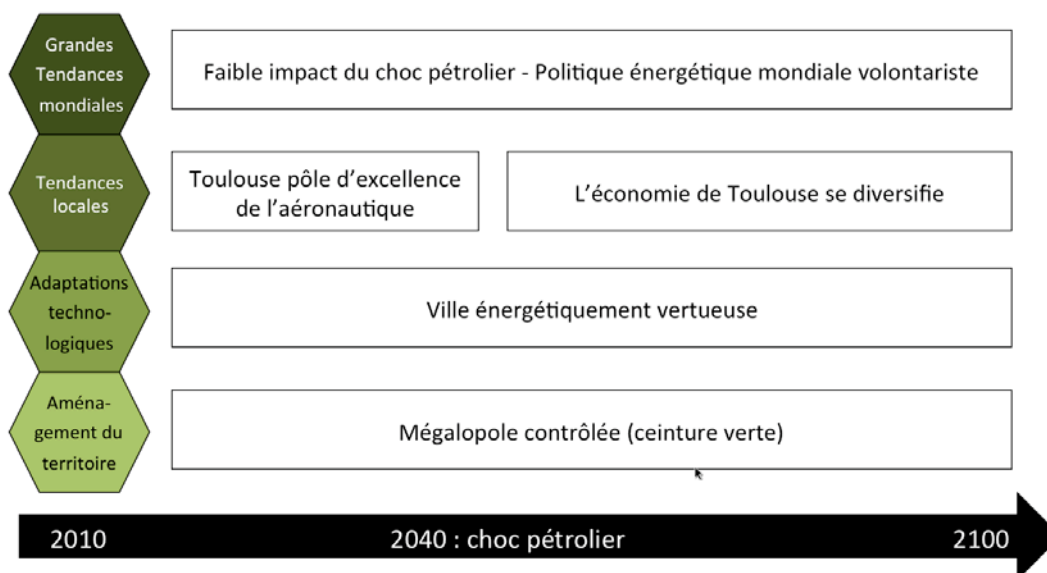 Grandes
Tendances
mondiales
Faible impact du choc pétrolier - Politique énergétique mondiale volontariste
Tendances
locales
Toulouse pôle d’excellence
de l’aéronautique
L’économie de Toulouse se diversifie
Adaptations
techno-
logiques
Ville énergétiquement vertueuse
Aména-
gement du
territoire
Mégalopole contrôlée (ceinture verte)
2010
2040 : choc pétrolier
2100